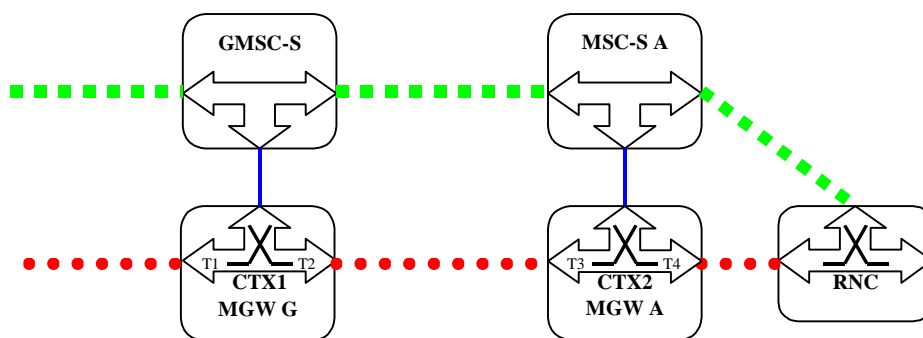 GMSC-S
MSC-S A
T1 T2
CTX1
MGW G
T3 T4
CTX2
MGW A
RNC